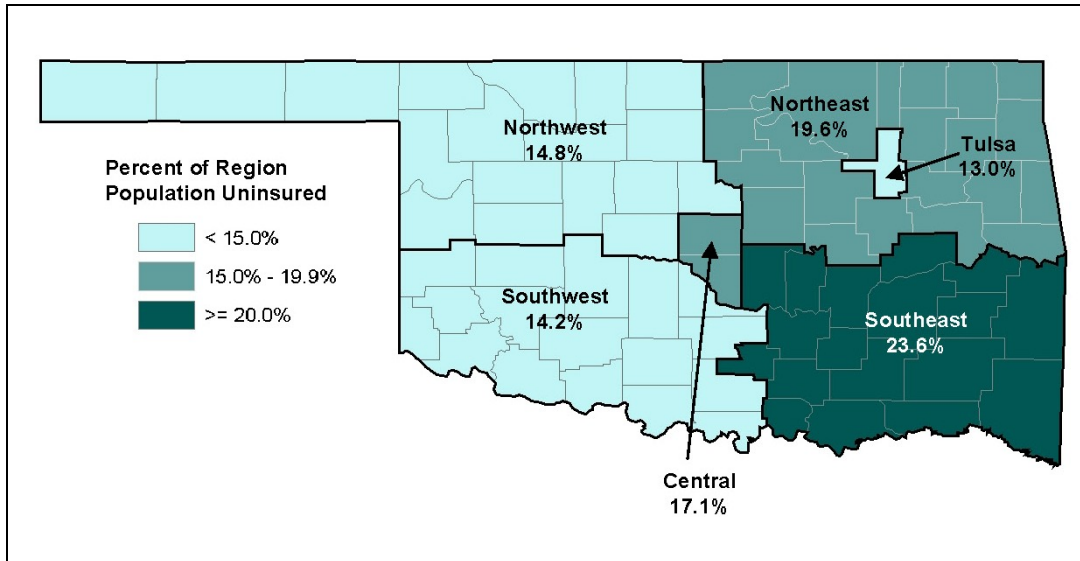 Northwest
14.8%
Northeast
19.6%
Tulsa
13.0%
Percent of Region
Population Uninsured
< 15.0%
15.0% - 19.9%
>= 20.0%
Southwest
14.2%
Southeast
23.6%
Central
17.1%